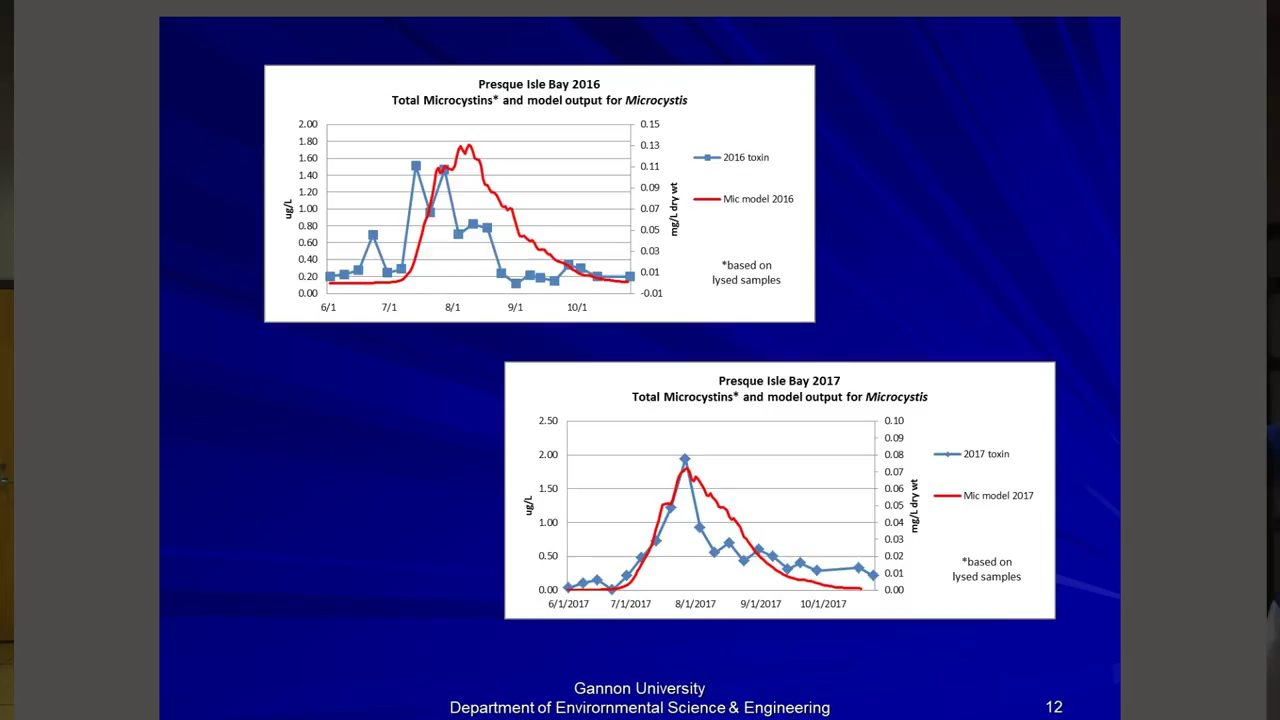 Presque Isle Bay 2016
Total Microcystins* and model output for Microcystis
2.00
1.80
1.60
1.40
1.20
1.00
0.80
0.60
0.40
0.20
0.00
ug/L
0.15
0.13
0.11
0.09
0.07
0.05
0.03
0.01
-0.01
mg/L dry wt
6/1 7/1 8/1 9/1 10/1
2016 toxin
Mic model 2016
*based on
lysed samples
Presque Isle Bay 2017
Total Microcystins* and model output for Microcystis
2.50
2.00
1.50
1.00
0.50
0.00
ug/L
0.10
0.09
0.08
0.07
0.06
0.05
0.04
0.03
0.02
0.01
0.00
mg/L dry wt
6/1/2017 7/1/2017 8/1/2017 9/1/2017 10/1/2017
2017 toxin
Mic model 2017
*based on
lysed samples
Gannon University
Department of Envirornmental Science & Engineering
12